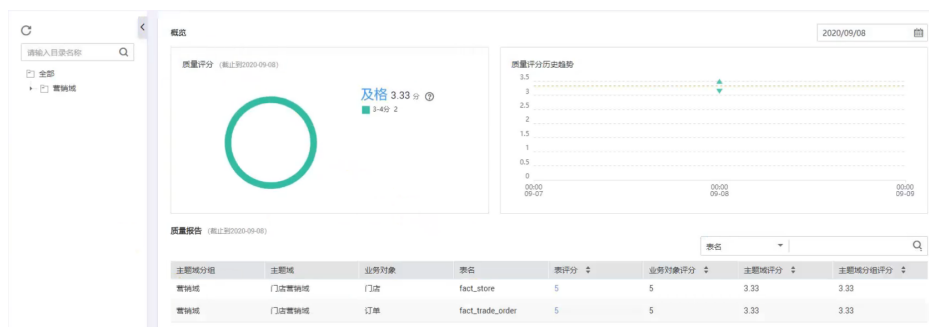 概览
2020/09/08
请输入目录名称
全部
营销域
质量评分 (截止到2020-09-08)
及格 3.33 分
3-4分 2
质量评分历史趋势
3.5
3
2.5
2
1.5
1
0.5
0
00:00 00:00 00:00
09-07 09-08 09-09
质量报告 (截止到2020-09-08)
表名
主题域分组 主题域 业务对象 表名 表评分 业务对象评分 主题域评分 主题域分组评分
营销域 门店营销域 门店 fact_store 5 5 3.33 3.33
营销域 门店营销域 订单 fact_trade_order 5 5 3.33 3.33